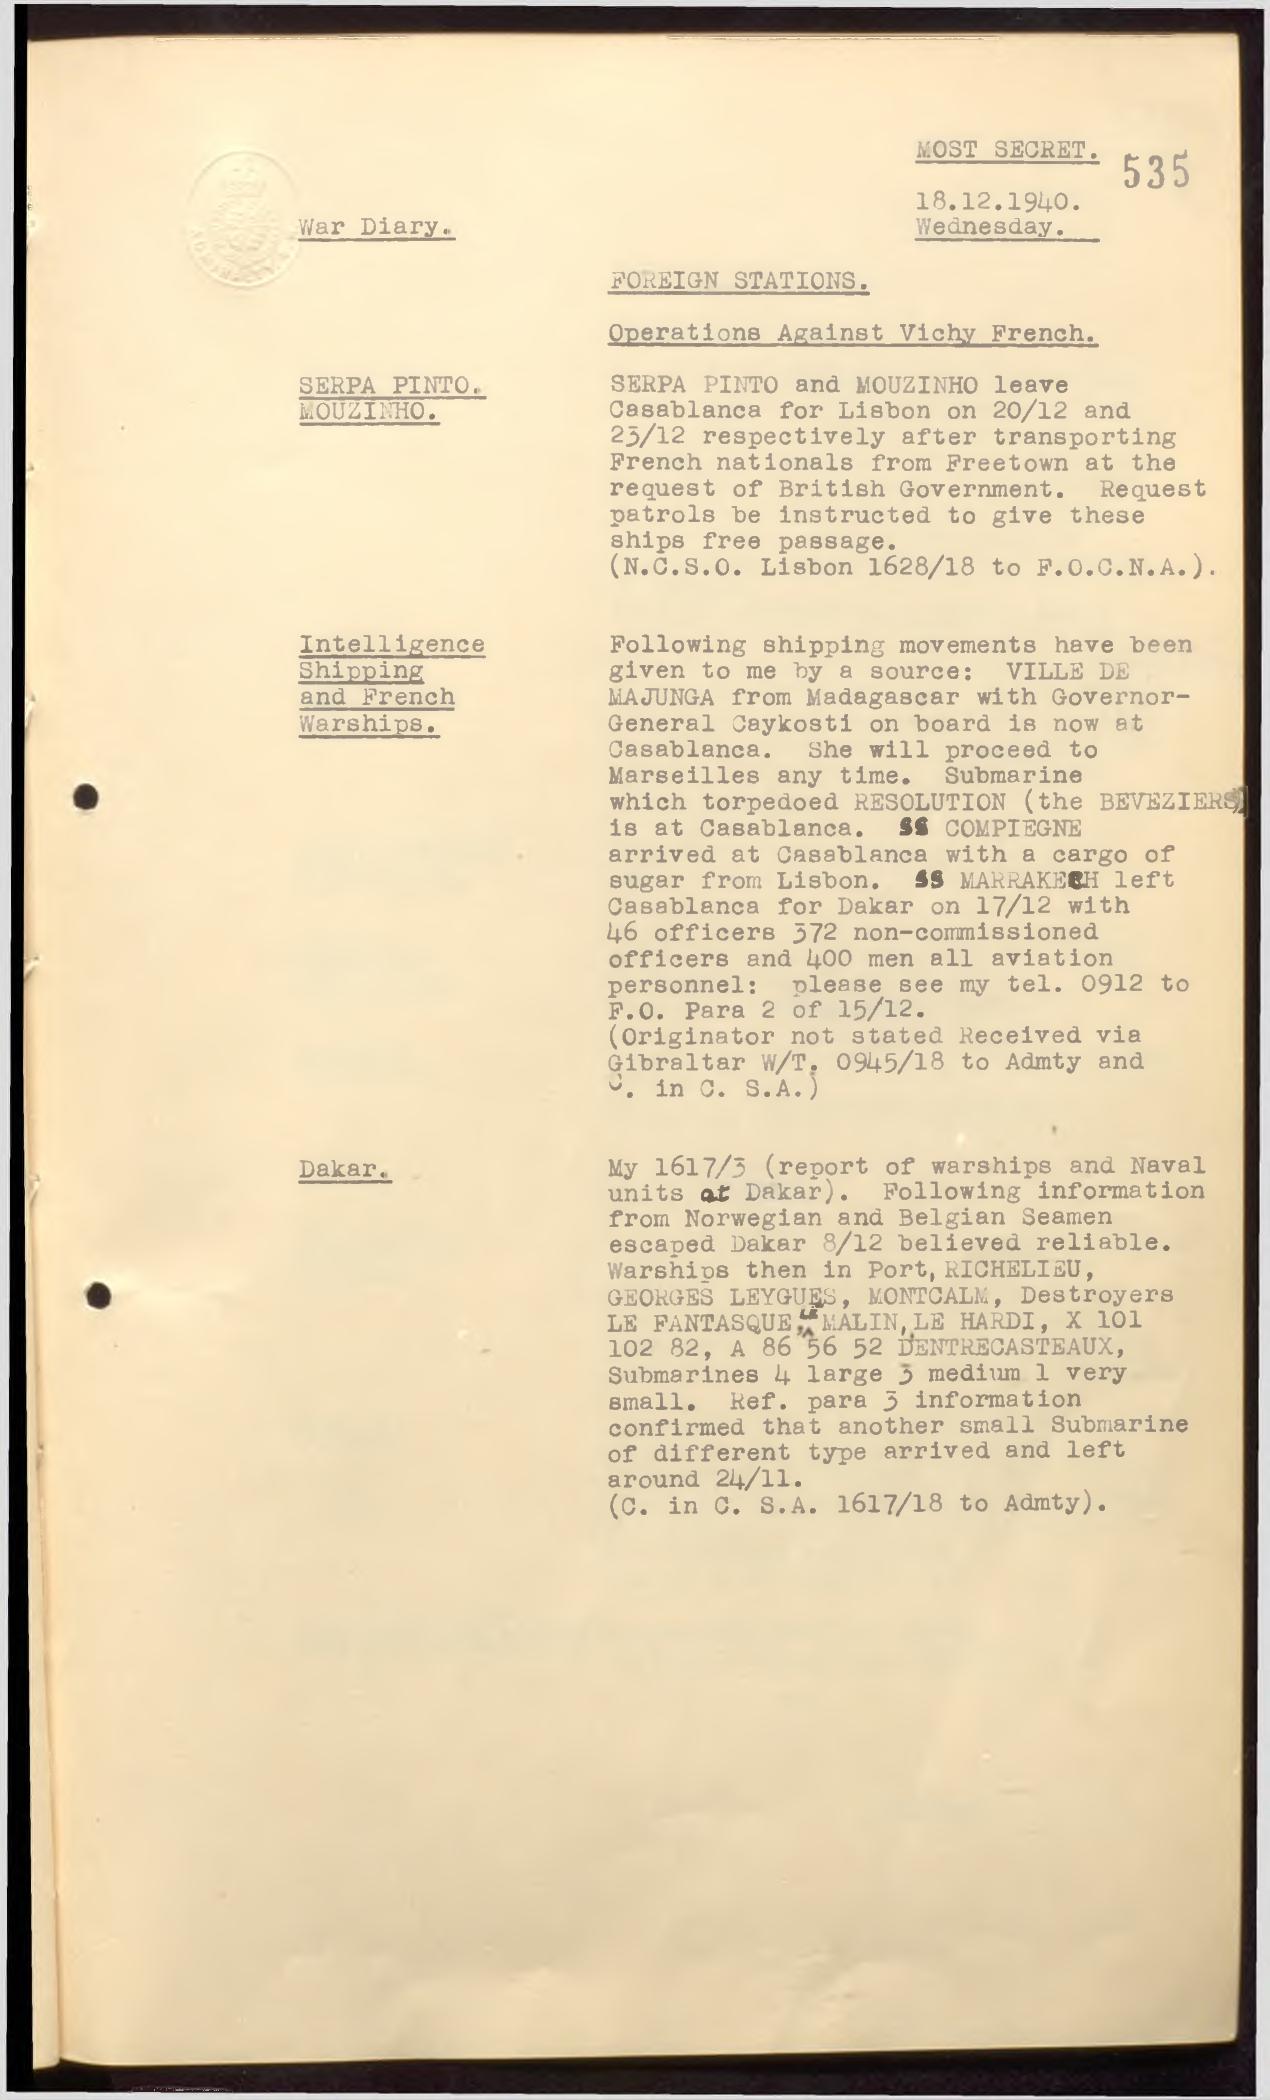 MOST SECRET.
535
18.12.1940.
War Diary.
Wednesday.
FOREIGN STATIONS.
Operations Against Vichy French.
SERPA PINTO.
MOUZINHO.
SERPA PINTO and MOUZINHO leave
Casablanca for Lisbon on 20/12 and
23/12 respectively after transporting
French nationals from Freetown at the
request of British Government. Request
patrols be instructed to give these
ships free passage.
(N.C.S.O. Lisbon 1628/18 to F.O.C.N.A.).
Intelligence
Shipping
and French
Warships.
Following shipping movements have been
given to me by a source: VILLE DE
MAJUNGA from Madagascar with Governor-
General Caykosti on board is now at
Casablanca. She will proceed to
Marseilles any time. Submarine
which torpedoed RESOLUTION (the BEVEZIERS)
is at Casablanca. SS COMPIEGNE
arrived at Casablanca with a cargo of
sugar from Lisbon. SS MARRAKECH left
Casablanca for Dakar on 17/12 with
46 officers 372 non-commissioned
officers and 400 men all aviation
personnel: please see my tel. 0912 to
F.O. Para 2 of 15/12.
(Originator not stated Received via
Gibraltar W/T. 0945/18 to Admty and
C. in C. S.A.)
Dakar.
My 1617/3 (report of warships and Naval
units at Dakar). Following information
from Norwegian and Belgian Seamen
escaped Dakar 8/12 believed reliable.
Warships then in Port, RICHELIEU,
GEORGES LEYGUES, MONTCALM, Destroyers
LE FANTASQUE, LE MALIN, LE HARDI, X 101
102 82, A 86 56 52 D'ENTRECASTEAUX,
Submarines 4 large 3 medium 1 very
small. Ref. para 3 information
confirmed that another small Submarine
of different type arrived and left
around 24/11.
(C. in C. S.A. 1617/18 to Admty).